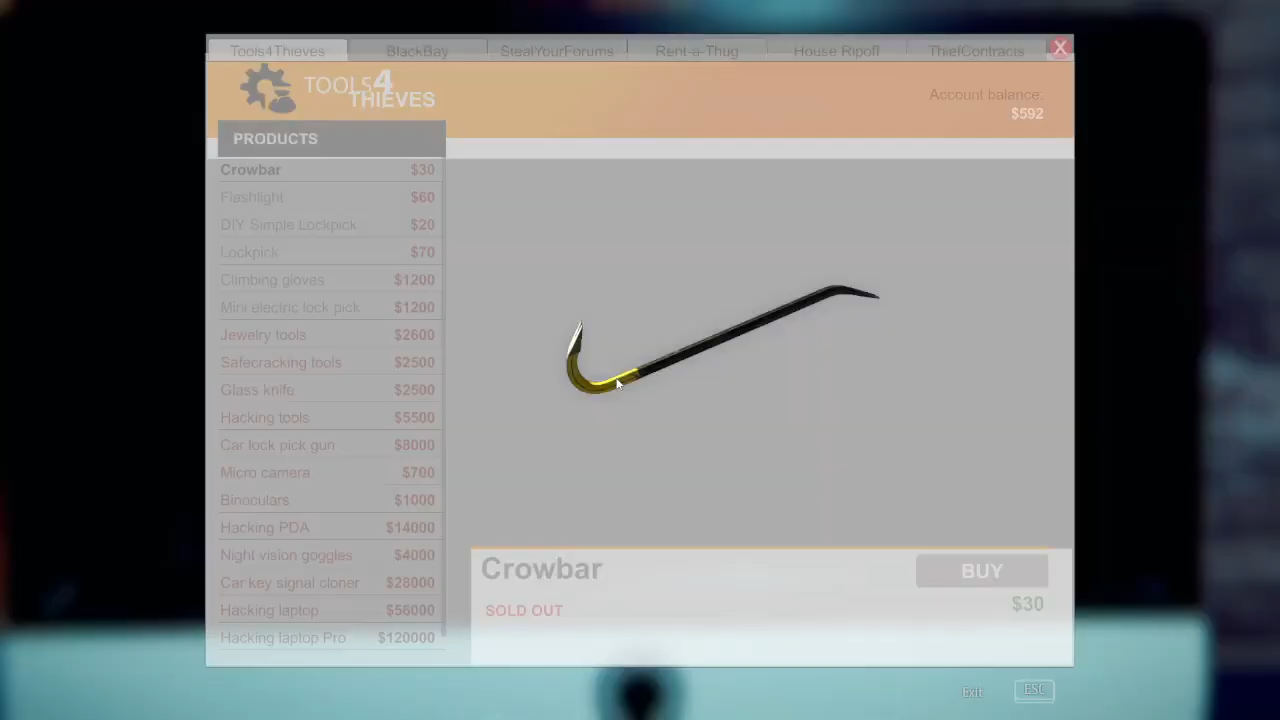 Tools4Thieves BlackBay StealYourForums Rent-a-Thug House Ripoff ThiefContracts X
TOOLS4
THIEVES
Account balance:
$592
PRODUCTS
Crowbar $30
Flashlight $60
DIY Simple Lockpick $20
Lockpick $70
Climbing gloves $1200
Mini electric lock pick $1200
Jewelry tools $2600
Safecracking tools $2500
Glass knife $2500
Hacking tools $5500
Car lock pick gun $8000
Micro camera $700
Binoculars $1000
Hacking PDA $14000
Night vision goggles $4000
Car key signal cloner $28000
Hacking laptop $56000
Hacking laptop Pro $120000
Crowbar
BUY
SOLD OUT
$30
Exit ESC